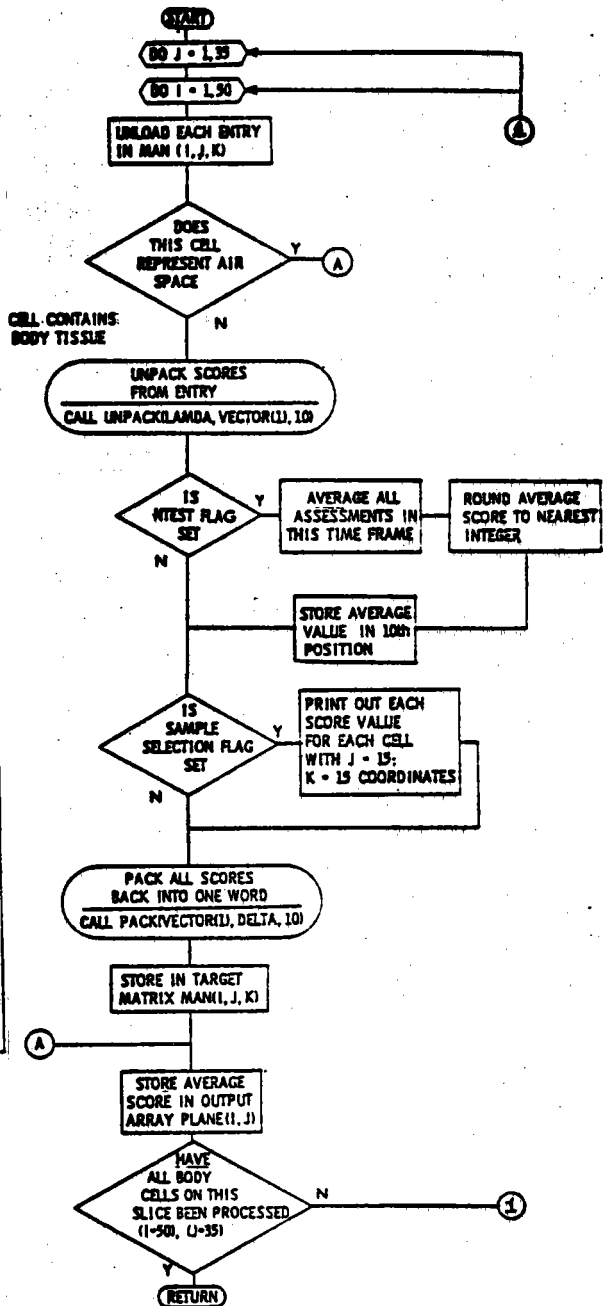 START
DO J = 1,35
DO I = 1,50
1
UNLOAD EACH ENTRY
IN MAN (I,J,K)
DOES
THIS CELL
REPRESENT AIR
SPACE
Y
A
N
CELL CONTAINS
BODY TISSUE
UNPACK SCORES
FROM ENTRY
CALL UNPACK(LAMDA, VECTOR(1), 10)
IS
NTEST FLAG
SET
Y
N
AVERAGE ALL
ASSESSMENTS IN
THIS TIME FRAME
ROUND AVERAGE
SCORE TO NEAREST
INTEGER
STORE AVERAGE
VALUE IN 10th
POSITION
IS
SAMPLE
SELECTION FLAG
SET
Y
N
PRINT OUT EACH
SCORE VALUE
FOR EACH CELL
WITH J = 15;
K = 15 COORDINATES
PACK ALL SCORES
BACK INTO ONE WORD
CALL PACK(VECTOR(1), DELTA, 10)
STORE IN TARGET
MATRIX MAN(I, J, K)
A
STORE AVERAGE
SCORE IN OUTPUT
ARRAY PLANE(I, J)
HAVE
ALL BODY
CELLS ON THIS
SLICE BEEN PROCESSED
(I=50), (J=35)
N
1
Y
RETURN